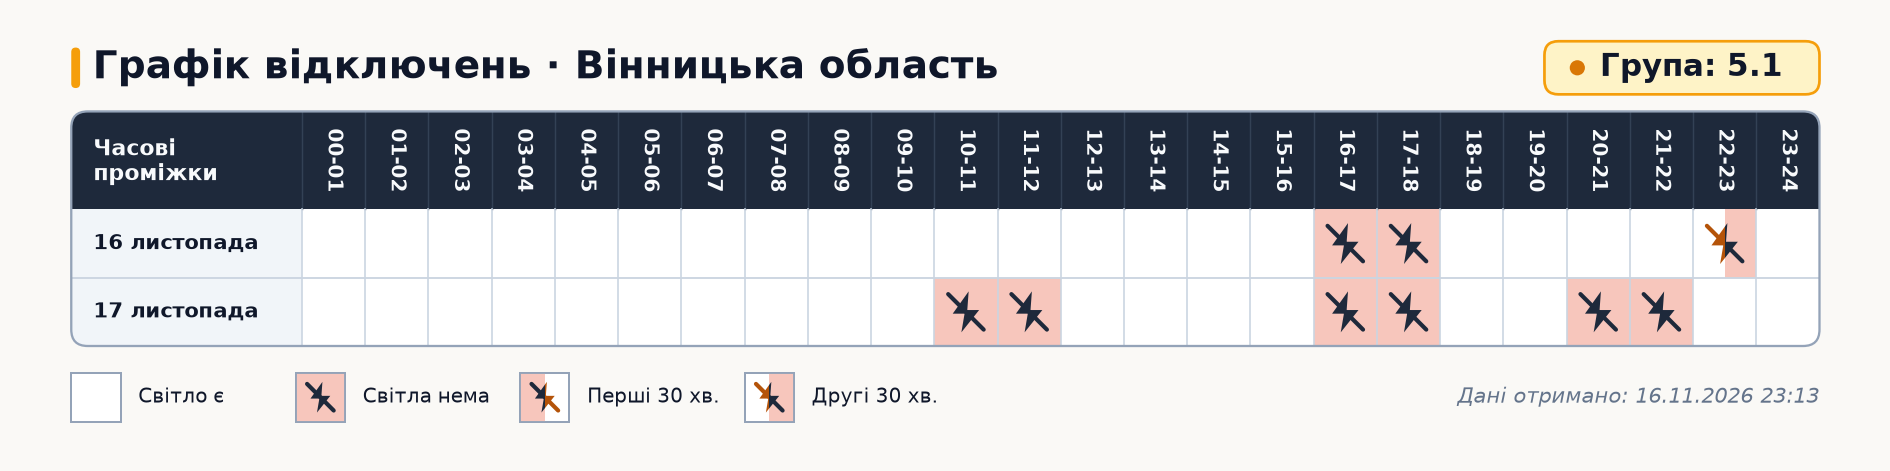 Графік відключень · Вінницька область
Група: 5.1
Часові
проміжки
00-01
01-02
02-03
03-04
04-05
05-06
06-07
07-08
08-09
09-10
10-11
11-12
12-13
13-14
14-15
15-16
16-17
17-18
18-19
19-20
20-21
21-22
22-23
23-24
16 листопада
17 листопада
Світло є
Світла нема
Перші 30 хв.
Другі 30 хв.
Дані отримано: 16.11.2026 23:13